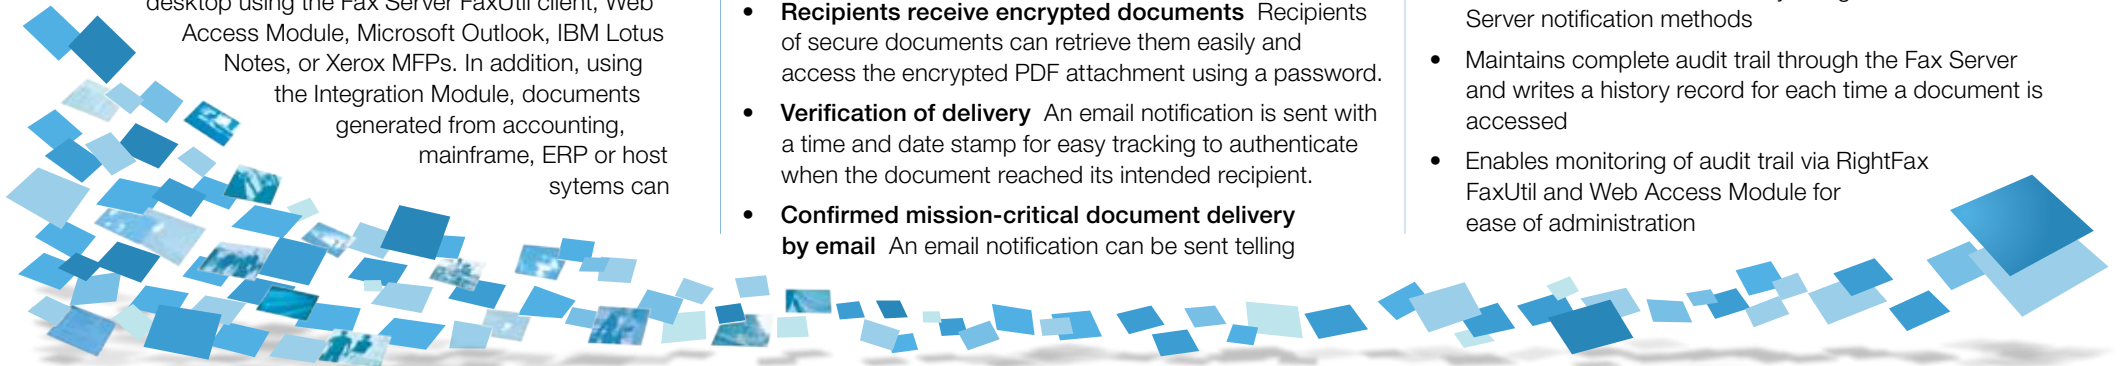 desktop using the Fax Server FaxUtil client, Web
Access Module, Microsoft Outlook, IBM Lotus
Notes, or Xerox MFPs. In addition, using
the Integration Module, documents
generated from accounting,
mainframe, ERP or host
sytems can
• Recipients receive encrypted documents Recipients
of secure documents can retrieve them easily and
access the encrypted PDF attachment using a password.
• Verification of delivery An email notification is sent with
a time and date stamp for easy tracking to authenticate
when the document reached its intended recipient.
• Confirmed mission-critical document delivery
by email An email notification can be sent telling
Server notification methods
• Maintains complete audit trail through the Fax Server
and writes a history record for each time a document is
accessed
• Enables monitoring of audit trail via RightFax
FaxUtil and Web Access Module for
ease of administration